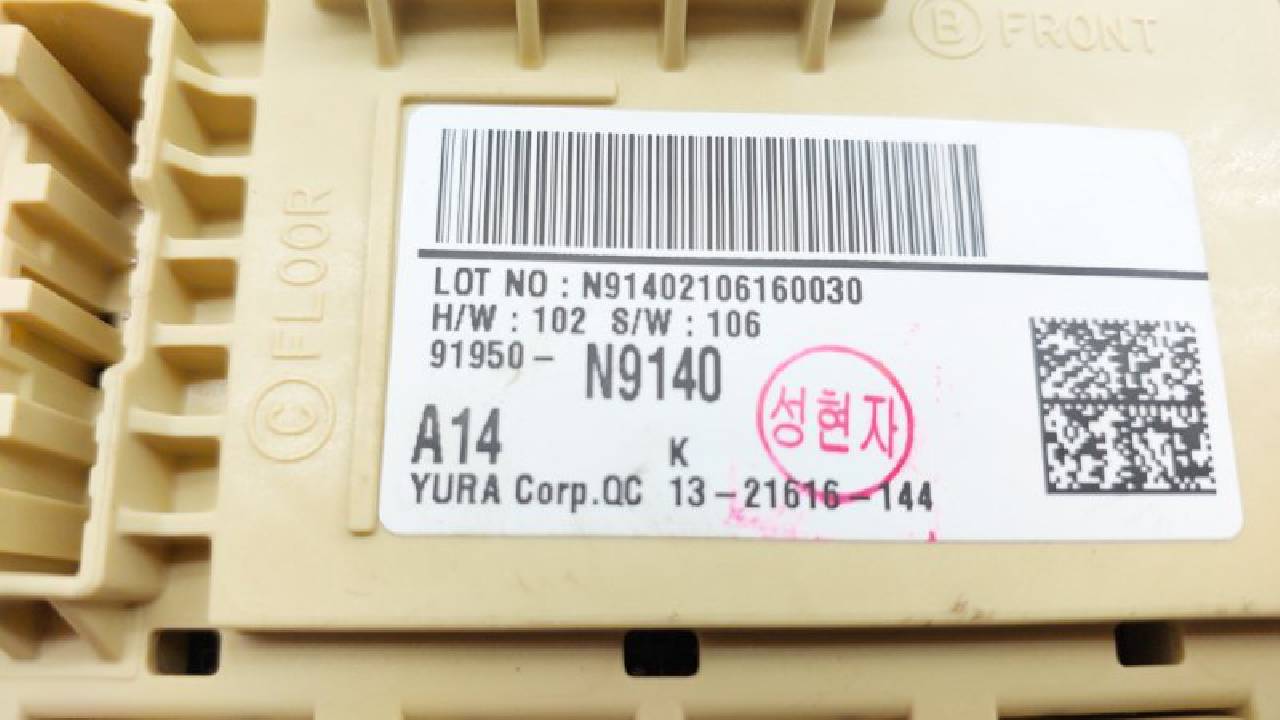 B FRONT
C FLOOR
LOT NO : N91402106160030
H/W : 102 S/W : 106
91950- N9140
A14 K
성현자
YURA Corp.QC 13-21616-144